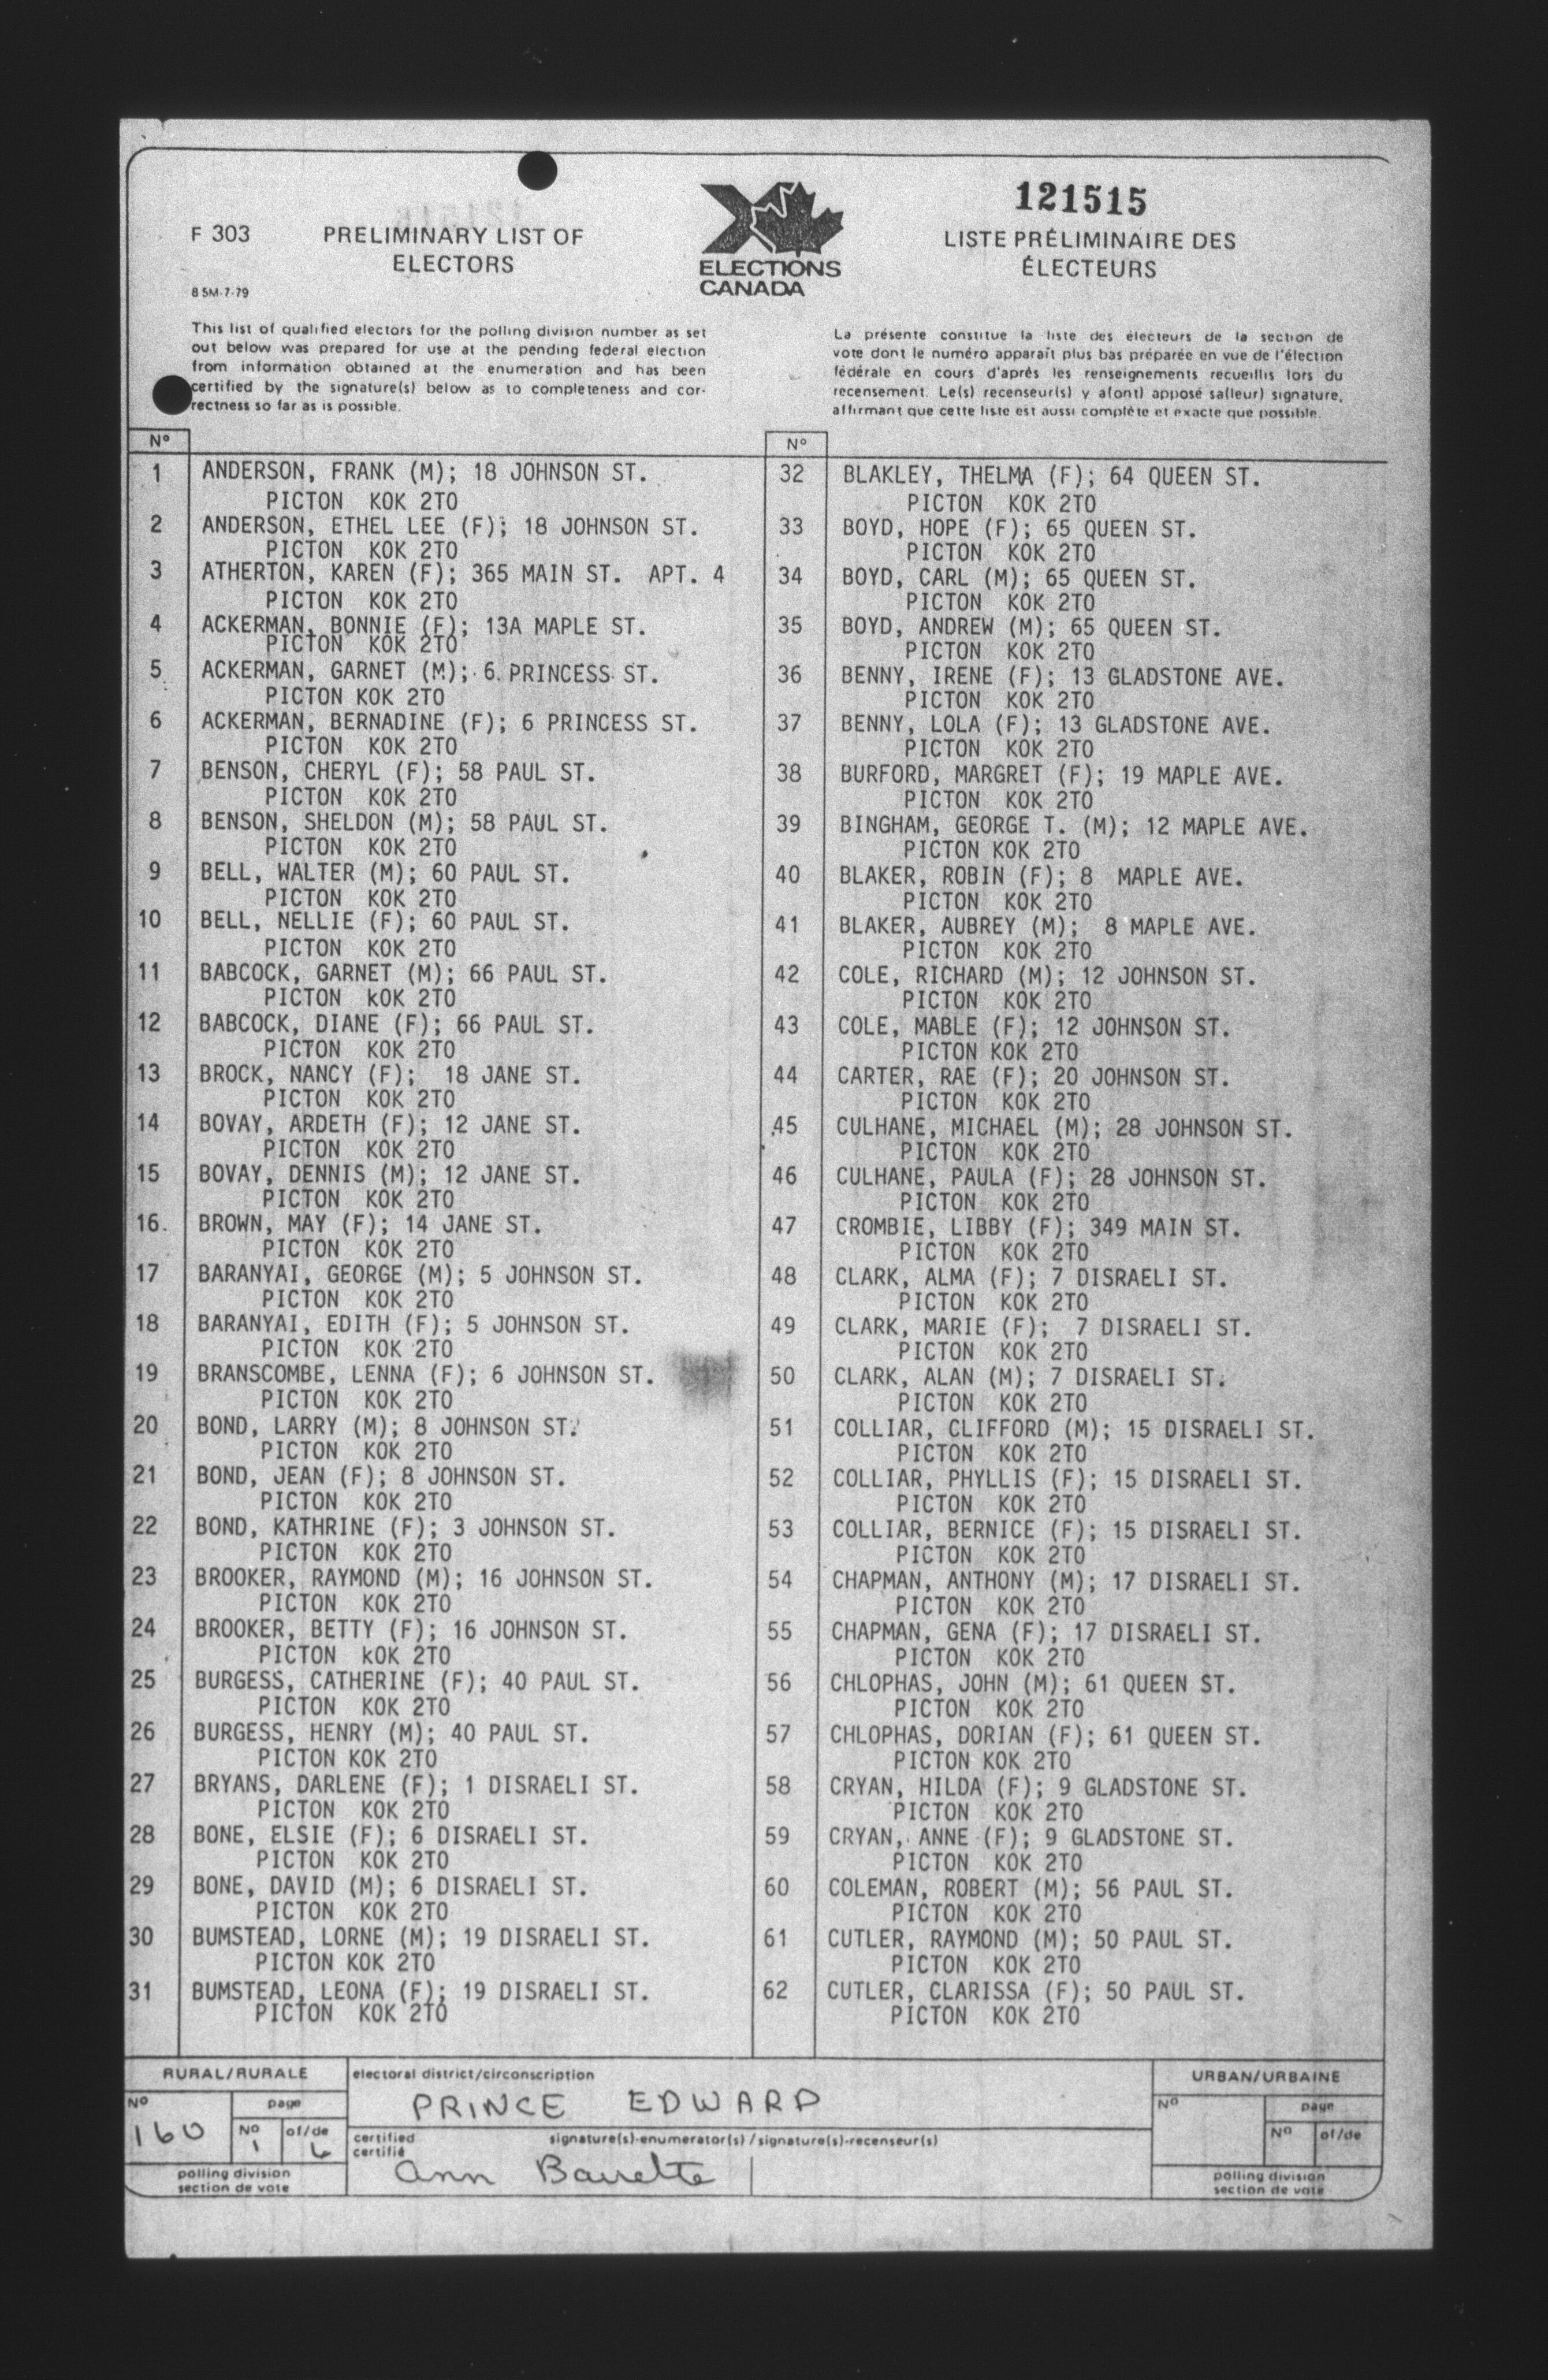 121515
F 303
PRELIMINARY LIST OF
ELECTORS
8 5M-7-79
ELECTIONS
CANADA
LISTE PRÉLIMINAIRE DES
ÉLECTEURS
This list of qualified electors for the polling division number as set
out below was prepared for use at the pending federal election
from information obtained at the enumeration and has been
certified by the signature(s) below as to completeness and cor-
rectness so far as is possible.
La présente constitue la liste des électeurs de la section de
vote dont le numéro apparaît plus bas préparée en vue de l'élection
fédérale en cours d'après les renseignements recueillis lors du
recensement. Le(s) recenseur(s) y a(ont) apposé sa(leur) signature,
affirmant que cette liste est aussi complète et exacte que possible.
Nº
1 ANDERSON, FRANK (M); 18 JOHNSON ST.
PICTON KOK 2TO
2 ANDERSON, ETHEL LEE (F); 18 JOHNSON ST.
PICTON KOK 2TO
3 ATHERTON, KAREN (F); 365 MAIN ST. APT. 4
PICTON KOK 2TO
4 ACKERMAN, BONNIE (F); 13A MAPLE ST.
PICTON KOK 2TO
5 ACKERMAN, GARNET (M); 6 PRINCESS ST.
PICTON KOK 2TO
6 ACKERMAN, BERNADINE (F); 6 PRINCESS ST.
PICTON KOK 2TO
7 BENSON, CHERYL (F); 58 PAUL ST.
PICTON KOK 2TO
8 BENSON, SHELDON (M); 58 PAUL ST.
PICTON KOK 2TO
9 BELL, WALTER (M); 60 PAUL ST.
PICTON KOK 2TO
10 BELL, NELLIE (F); 60 PAUL ST.
PICTON KOK 2TO
11 BABCOCK, GARNET (M); 66 PAUL ST.
PICTON kOK 2TO
12 BABCOCK, DIANE (F); 66 PAUL ST.
PICTON KOK 2TO
13 BROCK, NANCY (F); 18 JANE ST.
PICTON KOK 2TO
14 BOVAY, ARDETH (F); 12 JANE ST.
PICTON KOK 2TO
15 BOVAY, DENNIS (M); 12 JANE ST.
PICTON KOK 2TO
16. BROWN, MAY (F); 14 JANE ST.
PICTON KOK 2TO
17 BARANYAI, GEORGE (M); 5 JOHNSON ST.
PICTON KOK 2TO
18 BARANYAI, EDITH (F); 5 JOHNSON ST.
PICTON KOK 2TO
19 BRANSCOMBE, LENNA (F); 6 JOHNSON ST.
PICTON KOK 2TO
20 BOND, LARRY (M); 8 JOHNSON ST.
PICTON KOK 2TO
21 BOND, JEAN (F); 8 JOHNSON ST.
PICTON KOK 2TO
22 BOND, KATHRINE (F); 3 JOHNSON ST.
PICTON KOK 2TO
23 BROOKER, RAYMOND (M); 16 JOHNSON ST.
PICTON KOK 2TO
24 BROOKER, BETTY (F); 16 JOHNSON ST.
PICTON kOK 2TO
25 BURGESS, CATHERINE (F); 40 PAUL ST.
PICTON KOK 2TO
26 BURGESS, HENRY (M); 40 PAUL ST.
PICTON KOK 2TO
27 BRYANS, DARLENE (F); 1 DISRAELI ST.
PICTON KOK 2TO
28 BONE, ELSIE (F); 6 DISRAELI ST.
PICTON KOK 2TO
29 BONE, DAVID (M); 6 DISRAELI ST.
PICTON KOK 2TO
30 BUMSTEAD, LORNE (M); 19 DISRAELI ST.
PICTON KOK 2TO
31 BUMSTEAD, LEONA (F); 19 DISRAELI ST.
PICTON KOK 2TO
Nº
32 BLAKLEY, THELMA (F); 64 QUEEN ST.
PICTON KOK 2TO
33 BOYD, HOPE (F); 65 QUEEN ST.
PICTON KOK 2TO
34 BOYD, CARL (M); 65 QUEEN ST.
PICTON KOK 2TO
35 BOYD, ANDREW (M); 65 QUEEN ST.
PICTON KOK 2TO
36 BENNY, IRENE (F); 13 GLADSTONE AVE.
PICTON KOK 2TO
37 BENNY, LOLA (F); 13 GLADSTONE AVE.
PICTON KOK 2TO
38 BURFORD, MARGRET (F); 19 MAPLE AVE.
PICTON KOK 2TO
39 BINGHAM, GEORGE T. (M); 12 MAPLE AVE.
PICTON KOK 2TO
40 BLAKER, ROBIN (F); 8 MAPLE AVE.
PICTON KOK 2TO
41 BLAKER, AUBREY (M); 8 MAPLE AVE.
PICTON KOK 2TO
42 COLE, RICHARD (M); 12 JOHNSON ST.
PICTON KOK 2TO
43 COLE, MABLE (F); 12 JOHNSON ST.
PICTON KOK 2TO
44 CARTER, RAE (F); 20 JOHNSON ST.
PICTON KOK 2TO
45 CULHANE, MICHAEL (M); 28 JOHNSON ST.
PICTON KOK 2TO
46 CULHANE, PAULA (F); 28 JOHNSON ST.
PICTON KOK 2TO
47 CROMBIE, LIBBY (F); 349 MAIN ST.
PICTON KOK 2TO
48 CLARK, ALMA (F); 7 DISRAELI ST.
PICTON KOK 2TO
49 CLARK, MARIE (F); 7 DISRAELI ST.
PICTON KOK 2TO
50 CLARK, ALAN (M); 7 DISRAELI ST.
PICTON KOK 2TO
51 COLLIAR, CLIFFORD (M); 15 DISRAELI ST.
PICTON KOK 2TO
52 COLLIAR, PHYLLIS (F); 15 DISRAELI ST.
PICTON KOK 2TO
53 COLLIAR, BERNICE (F); 15 DISRAELI ST.
PICTON KOK 2TO
54 CHAPMAN, ANTHONY (M); 17 DISRAELI ST.
PICTON KOK 2TO
55 CHAPMAN, GENA (F); 17 DISRAELI ST.
PICTON KOK 2TO
56 CHLOPHAS, JOHN (M); 61 QUEEN ST.
PICTON KOK 2TO
57 CHLOPHAS, DORIAN (F); 61 QUEEN ST.
PICTON KOK 2TO
58 CRYAN, HILDA (F); 9 GLADSTONE ST.
PICTON KOK 2TO
59 CRYAN, ANNE (F); 9 GLADSTONE ST.
PICTON KOK 2TO
60 COLEMAN, ROBERT (M); 56 PAUL ST.
PICTON KOK 2TO
61 CUTLER, RAYMOND (M); 50 PAUL ST.
PICTON KOK 2TO
62 CUTLER, CLARISSA (F); 50 PAUL ST.
PICTON KOK 2TO
RURAL/RURALE
Nº
160
page
Nº
1
of/de
6
polling division
section de vote
electoral district/circonscription
PRINCE EDWARD
certified
certifié
signature(s)-enumerator(s)/signature(s)-recenseur(s)
Ann Barrette
URBAN/URBAINE
Nº
page
Nº
of/de
polling division
section de vote